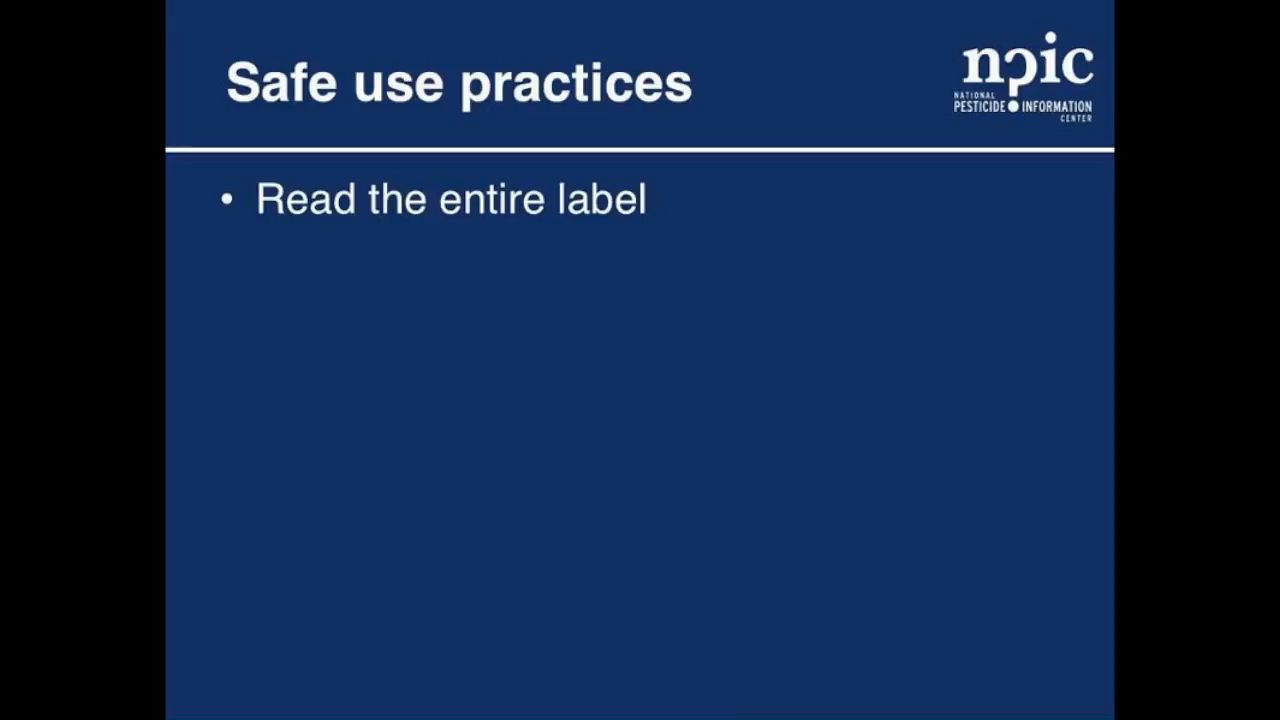 Safe use practices
npic
NATIONAL
PESTICIDE INFORMATION
CENTER
• Read the entire label